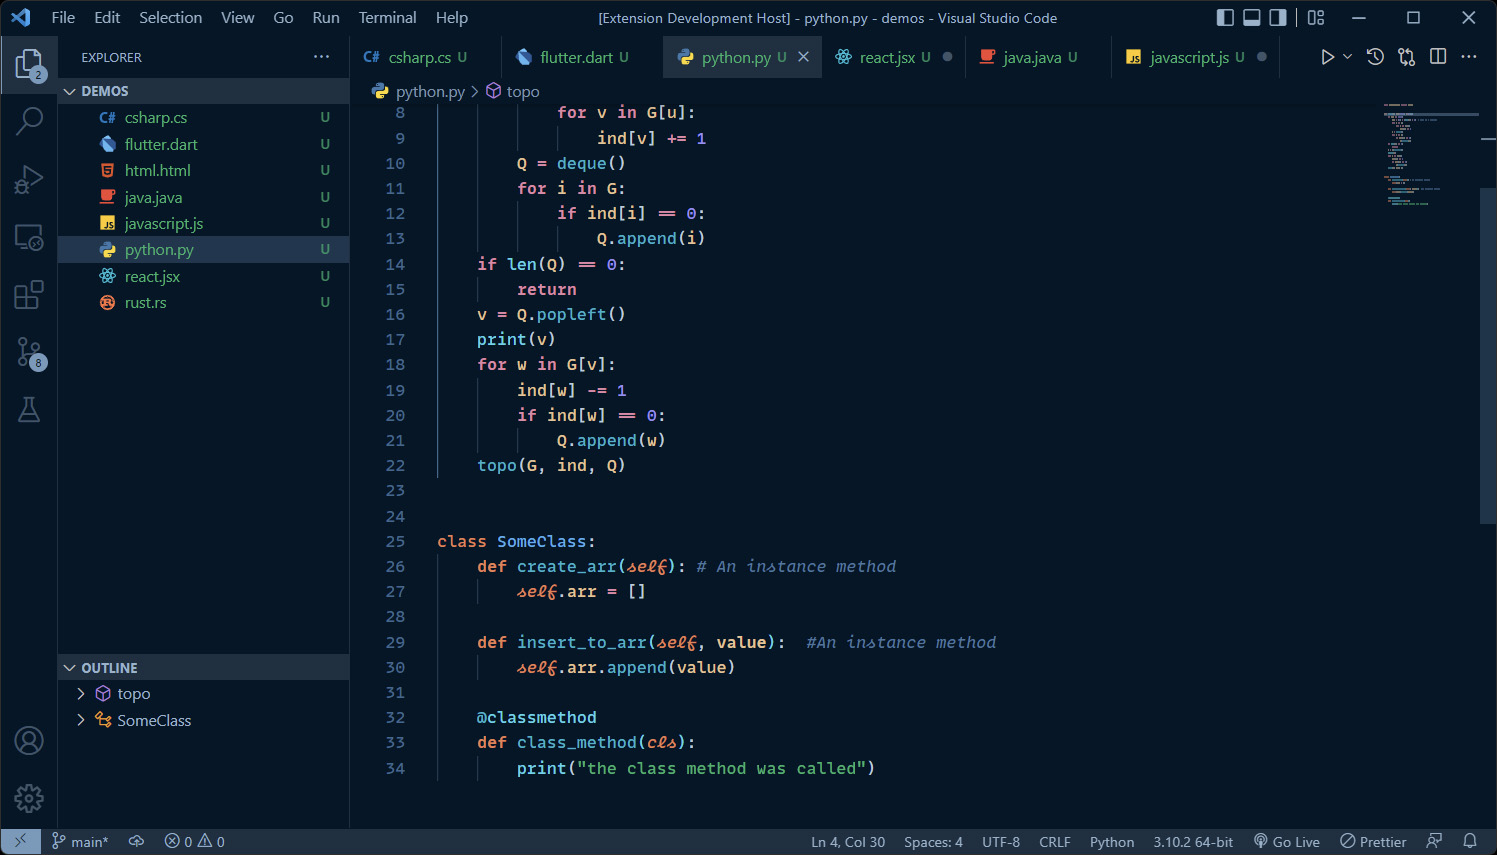 File Edit Selection View Go Run Terminal Help [Extension Development Host] - python.py - demos - Visual Studio Code
2
8
EXPLORER
DEMOS
C# csharp.cs U
flutter.dart U
html.html U
java.java U
JS javascript.js U
python.py U
react.jsx U
rust.rs U
OUTLINE
topo
SomeClass
C# csharp.cs U flutter.dart U python.py U react.jsx U java.java U JS javascript.js U
python.py > topo
8 for v in G[u]:
9 ind[v] += 1
10 Q = deque()
11 for i in G:
12 if ind[i] == 0:
13 Q.append(i)
14 if len(Q) == 0:
15 return
16 v = Q.popleft()
17 print(v)
18 for w in G[v]:
19 ind[w] -= 1
20 if ind[w] == 0:
21 Q.append(w)
22 topo(G, ind, Q)
23
24
25 class SomeClass:
26 def create_arr(self): # An instance method
27 self.arr = []
28
29 def insert_to_arr(self, value):  #An instance method
30 self.arr.append(value)
31
32 @classmethod
33 def class_method(cls):
34 print("the class method was called")
main* 0 0 Ln 4, Col 30 Spaces: 4 UTF-8 CRLF Python 3.10.2 64-bit Go Live Prettier